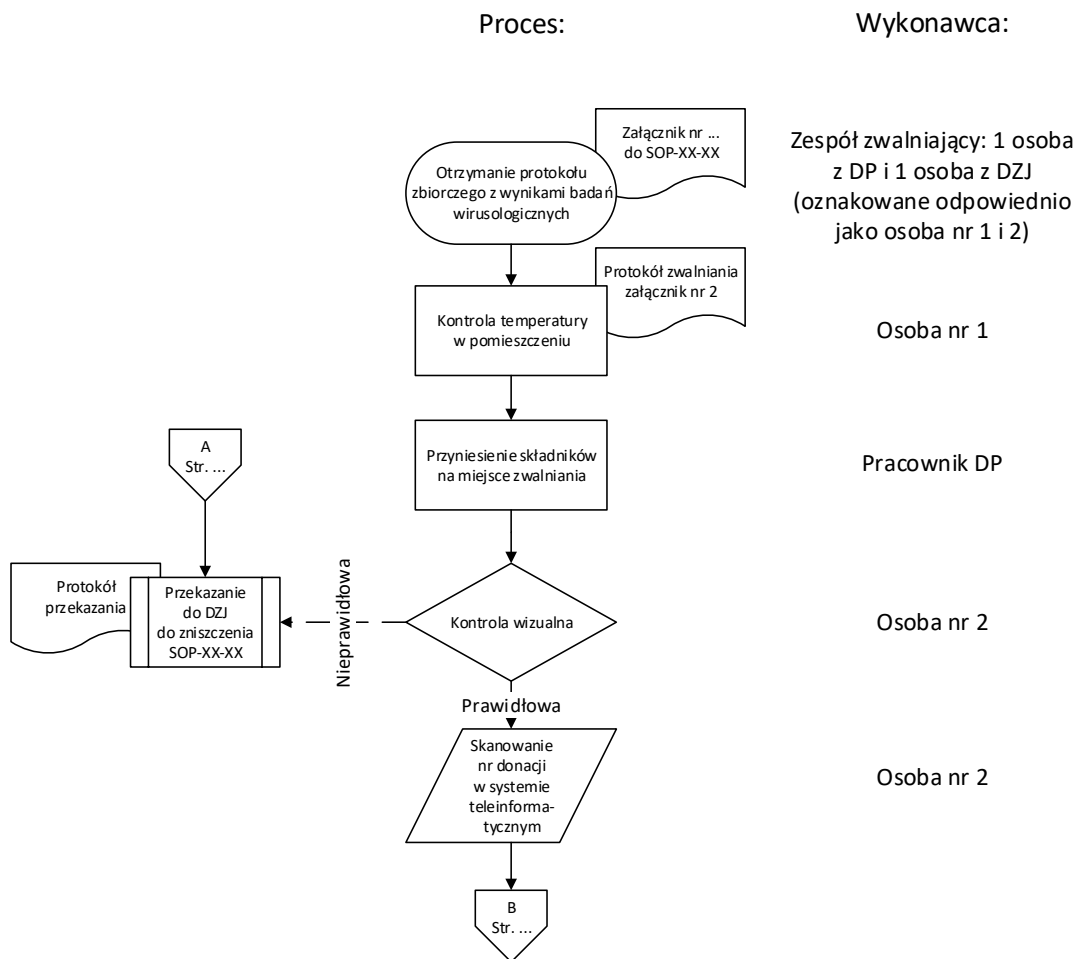 Proces:
Wykonawca:
Załącznik nr ...
do SOP-XX-XX
Otrzymanie protokołu
zbiorczego z wynikami badań
wirusologicznych
Zespół zwalniający: 1 osoba
z DP i 1 osoba z DZJ
(oznakowane odpowiednio
jako osoba nr 1 i 2)
Protokół zwalniania
załącznik nr 2
Kontrola temperatury
w pomieszczeniu
Osoba nr 1
A
Str. ...
Przyniesienie składników
na miejsce zwalniania
Pracownik DP
Protokół
przekazania
Przekazanie
do DZJ
do zniszczenia
SOP-XX-XX
Nieprawidłowa
Kontrola wizualna
Osoba nr 2
Prawidłowa
Skanowanie
nr donacji
w systemie
teleinforma-
tycznym
Osoba nr 2
B
Str. ...